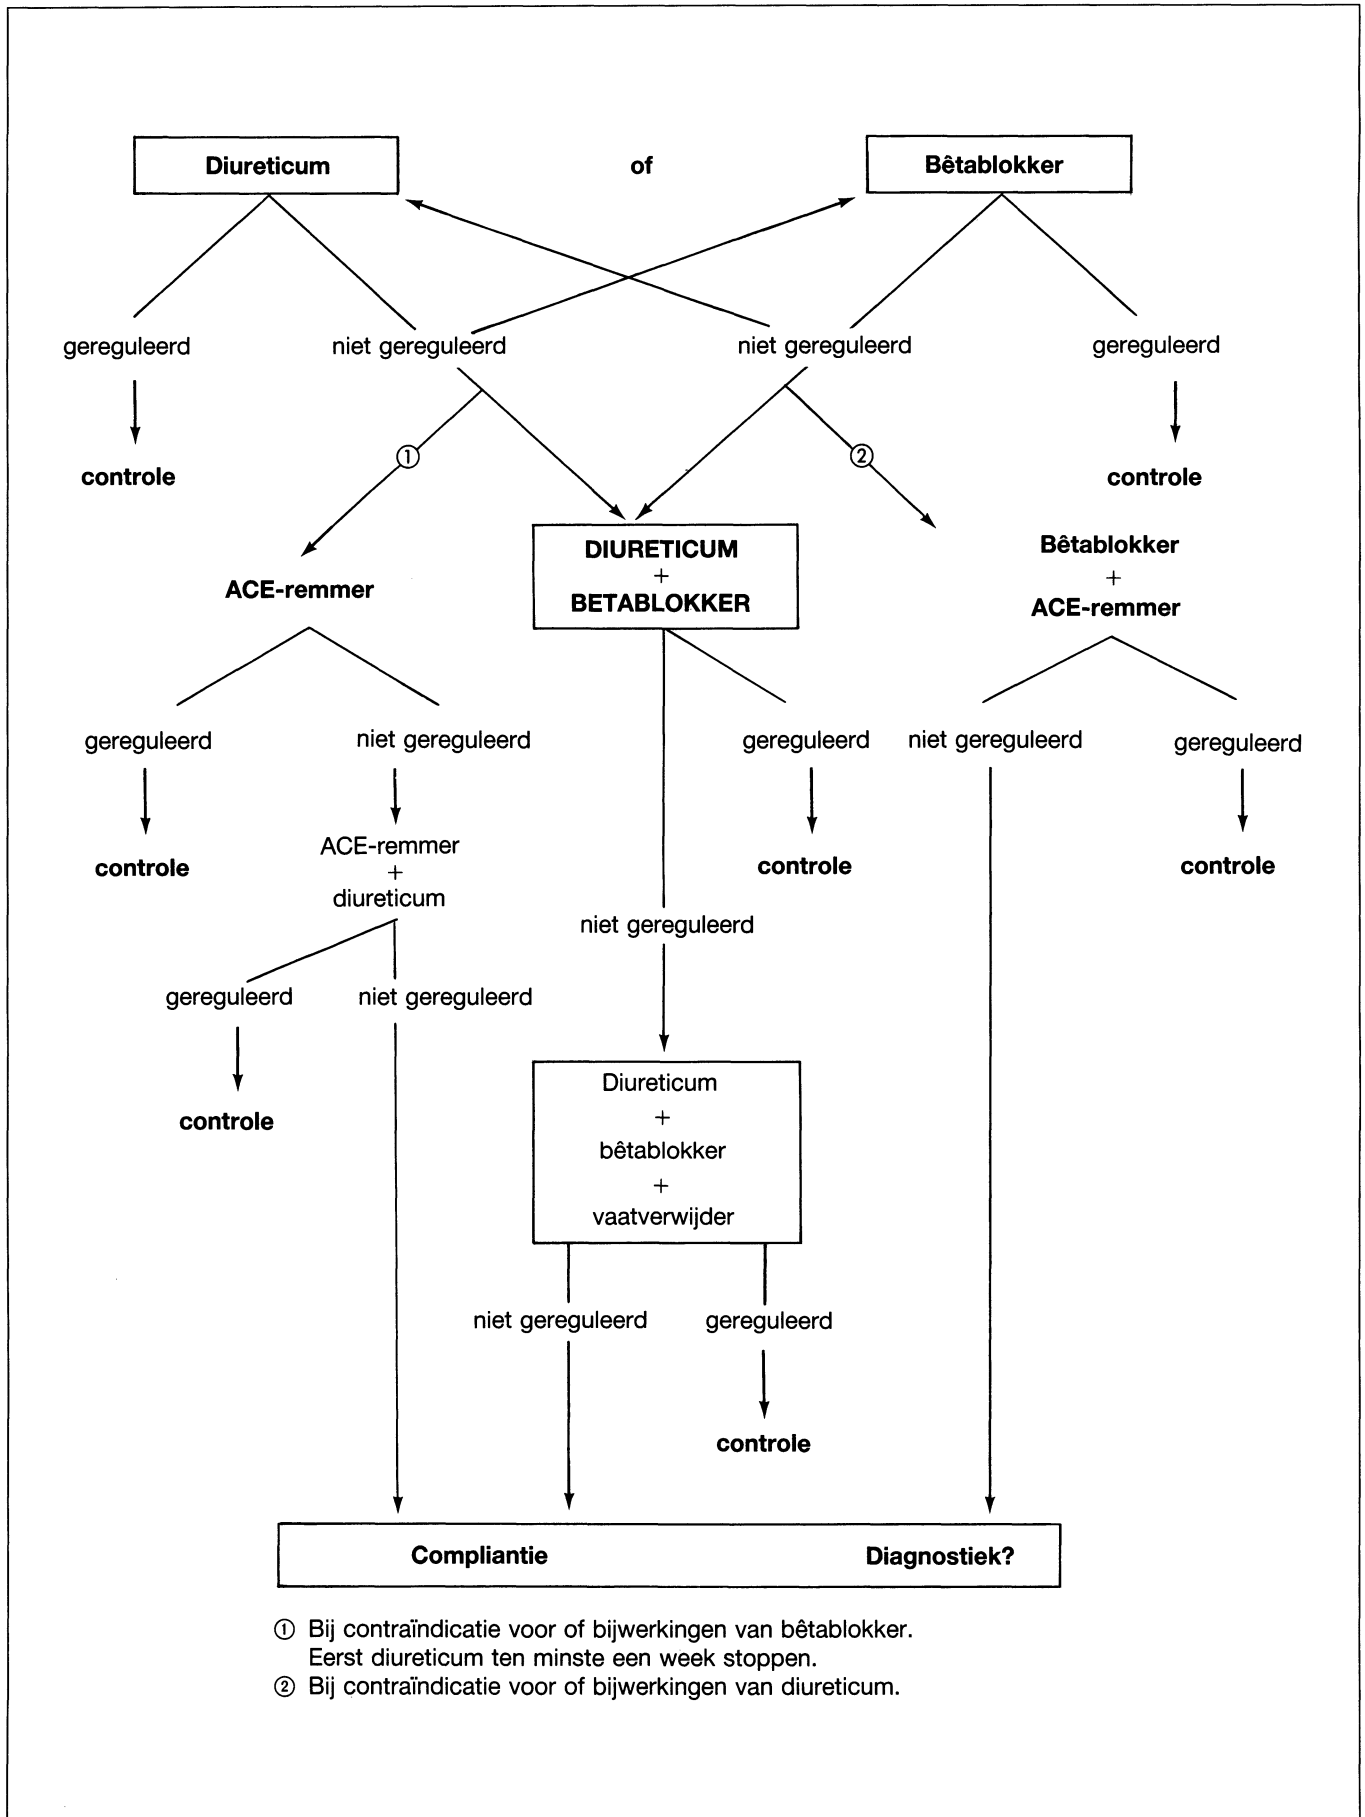 Diureticum
of
Bêtablokker
gereguleerd
niet gereguleerd
niet gereguleerd
gereguleerd
controle
①
②
controle
ACE-remmer
DIURETICUM
+
BETABLOKKER
Bêtablokker
+
ACE-remmer
gereguleerd
niet gereguleerd
gereguleerd
niet gereguleerd
gereguleerd
controle
ACE-remmer
+
diureticum
controle
controle
niet gereguleerd
gereguleerd
niet gereguleerd
controle
Diureticum
+
bêtablokker
+
vaatverwijder
niet gereguleerd
gereguleerd
controle
Compliantie
Diagnostiek?
① Bij contraïndicatie voor of bijwerkingen van bêtablokker.
Eerst diureticum ten minste een week stoppen.
② Bij contraïndicatie voor of bijwerkingen van diureticum.